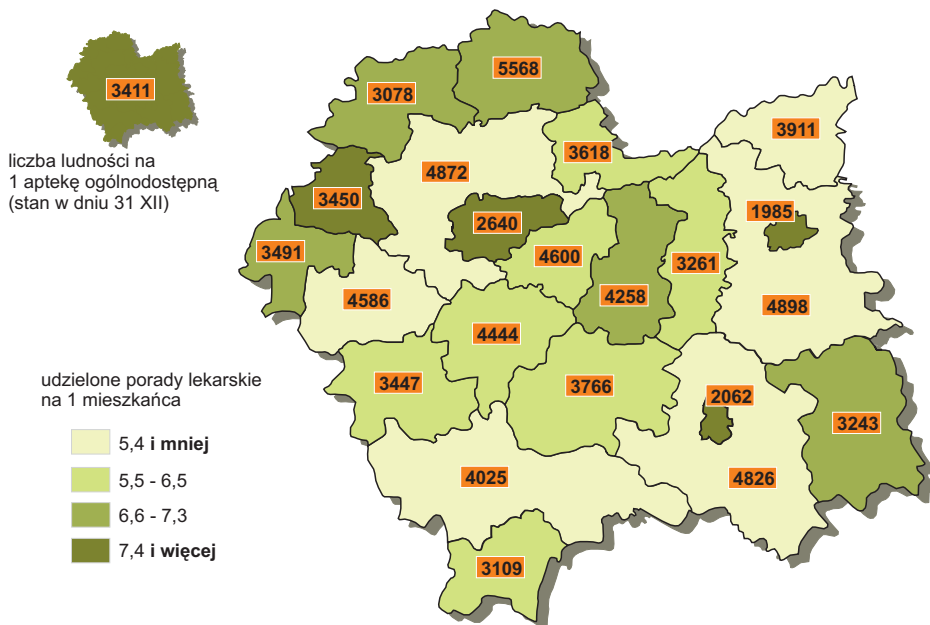 3411
liczba ludności na
1 aptekę ogólnodostępną
(stan w dniu 31 XII)
5568
3078
3911
3618
4872
3450
1985
2640
3491
4600
3261
4586
4258
4898
4444
3447
3766
2062
3243
4025
4826
3109
udzielone porady lekarskie
na 1 mieszkańca
5,4 i mniej
5,5 - 6,5
6,6 - 7,3
7,4 i więcej